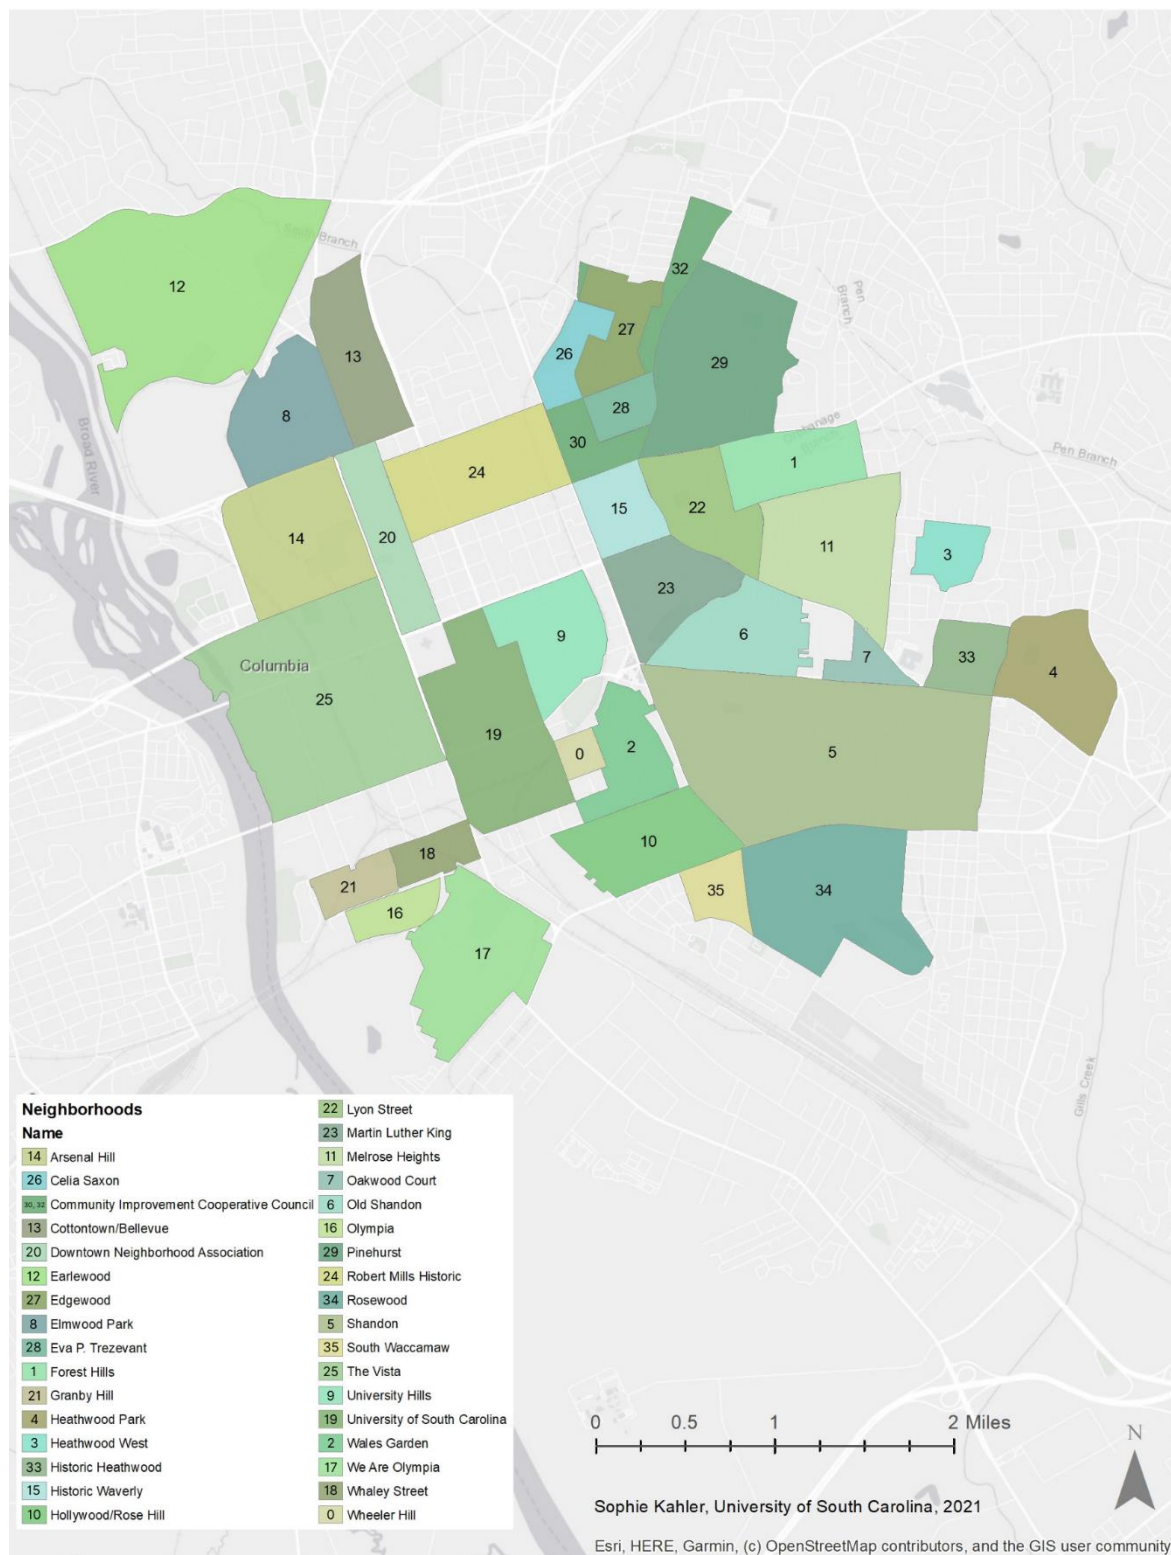 South Branch
12
32
Pen Branch
27
13
26
29
8
28
Orphanage Branch
Broad River
30
Pen Branch
24
1
22
15
14
20
11
3
23
6
9
7
33
Columbia
4
25
19
2
0
5
10
18
21
35
34
16
17
Gills Creek
Neighborhoods
Name
14 Arsenal Hill
26 Celia Saxon
30, 32 Community Improvement Cooperative Council
13 Cottontown/Bellevue
20 Downtown Neighborhood Association
12 Earlewood
27 Edgewood
8 Elmwood Park
28 Eva P. Trezevant
1 Forest Hills
21 Granby Hill
4 Heathwood Park
3 Heathwood West
33 Historic Heathwood
15 Historic Waverly
10 Hollywood/Rose Hill
22 Lyon Street
23 Martin Luther King
11 Melrose Heights
7 Oakwood Court
6 Old Shandon
16 Olympia
29 Pinehurst
24 Robert Mills Historic
34 Rosewood
5 Shandon
35 South Waccamaw
25 The Vista
9 University Hills
19 University of South Carolina
2 Wales Garden
17 We Are Olympia
18 Whaley Street
0 Wheeler Hill
0 0.5 1 2 Miles
N
Sophie Kahler, University of South Carolina, 2021
Esri, HERE, Garmin, (c) OpenStreetMap contributors, and the GIS user community